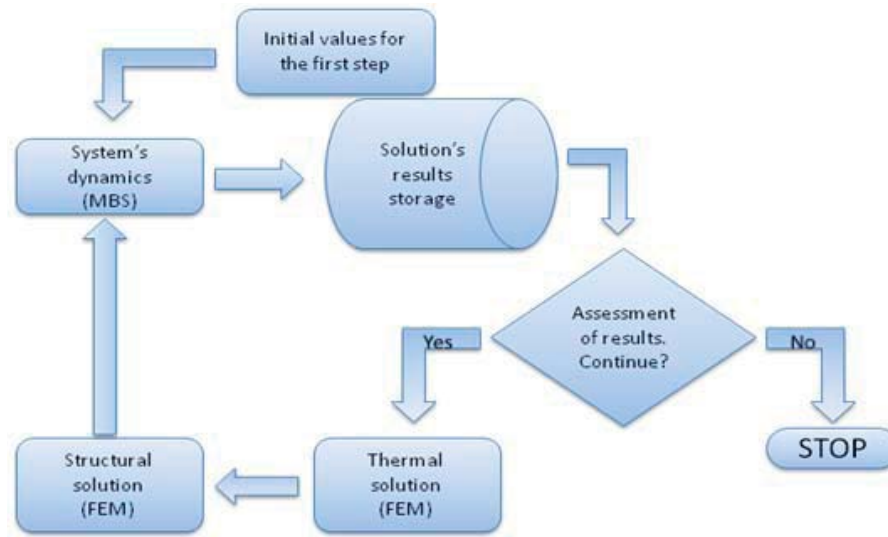 Initial values for
the first step
System's
dynamics
(MBS)
Solution's
results
storage
Assessment
of results.
Continue?
Yes
No
STOP
Thermal
solution
(FEM)
Structural
solution
(FEM)